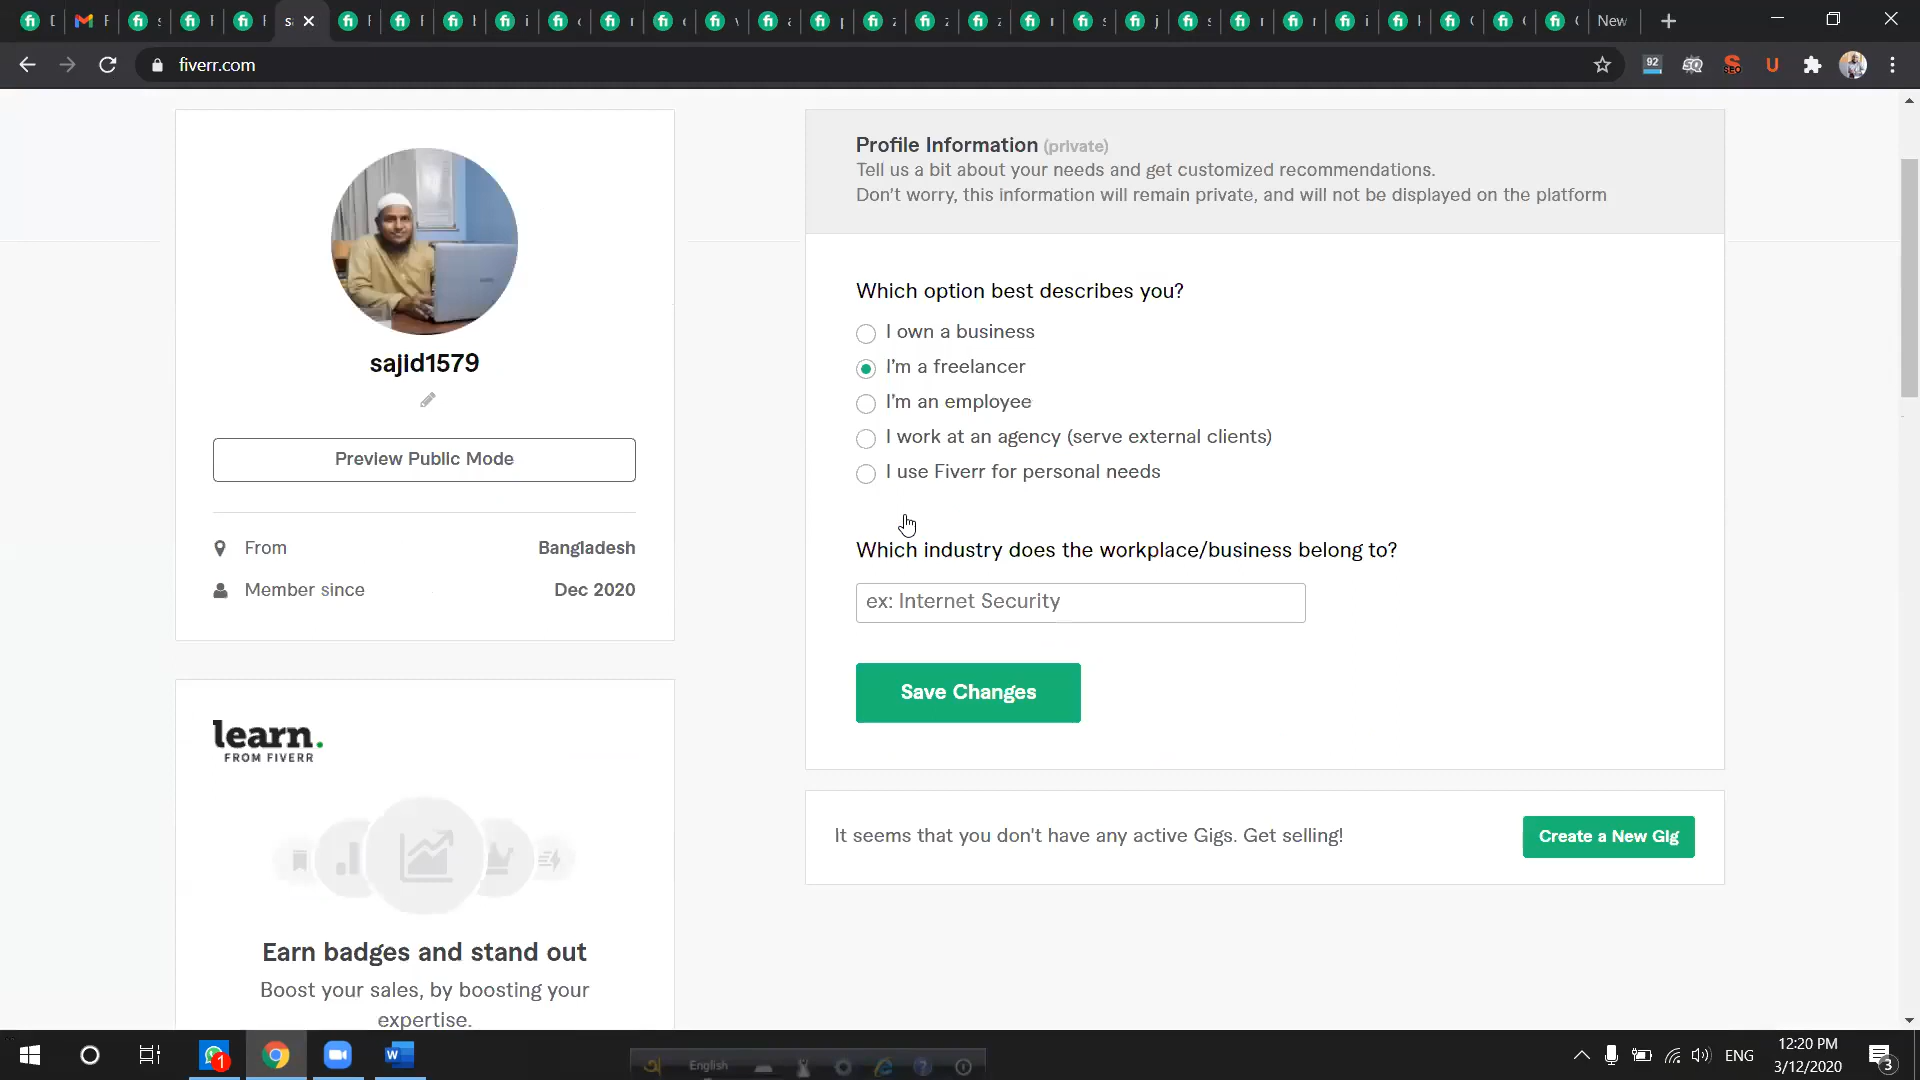 New
fiverr.com
92
SEO
sajid1579
Preview Public Mode
From Bangladesh
Member since Dec 2020
learn.
FROM FIVERR
Earn badges and stand out
Boost your sales, by boosting your
expertise.
Profile Information (private)
Tell us a bit about your needs and get customized recommendations.
Don't worry, this information will remain private, and will not be displayed on the platform
Which option best describes you?
I own a business
I'm a freelancer
I'm an employee
I work at an agency (serve external clients)
I use Fiverr for personal needs
Which industry does the workplace/business belong to?
ex: Internet Security
Save Changes
It seems that you don't have any active Gigs. Get selling!
Create a New Gig
1
English
ENG
12:20 PM
3/12/2020
3